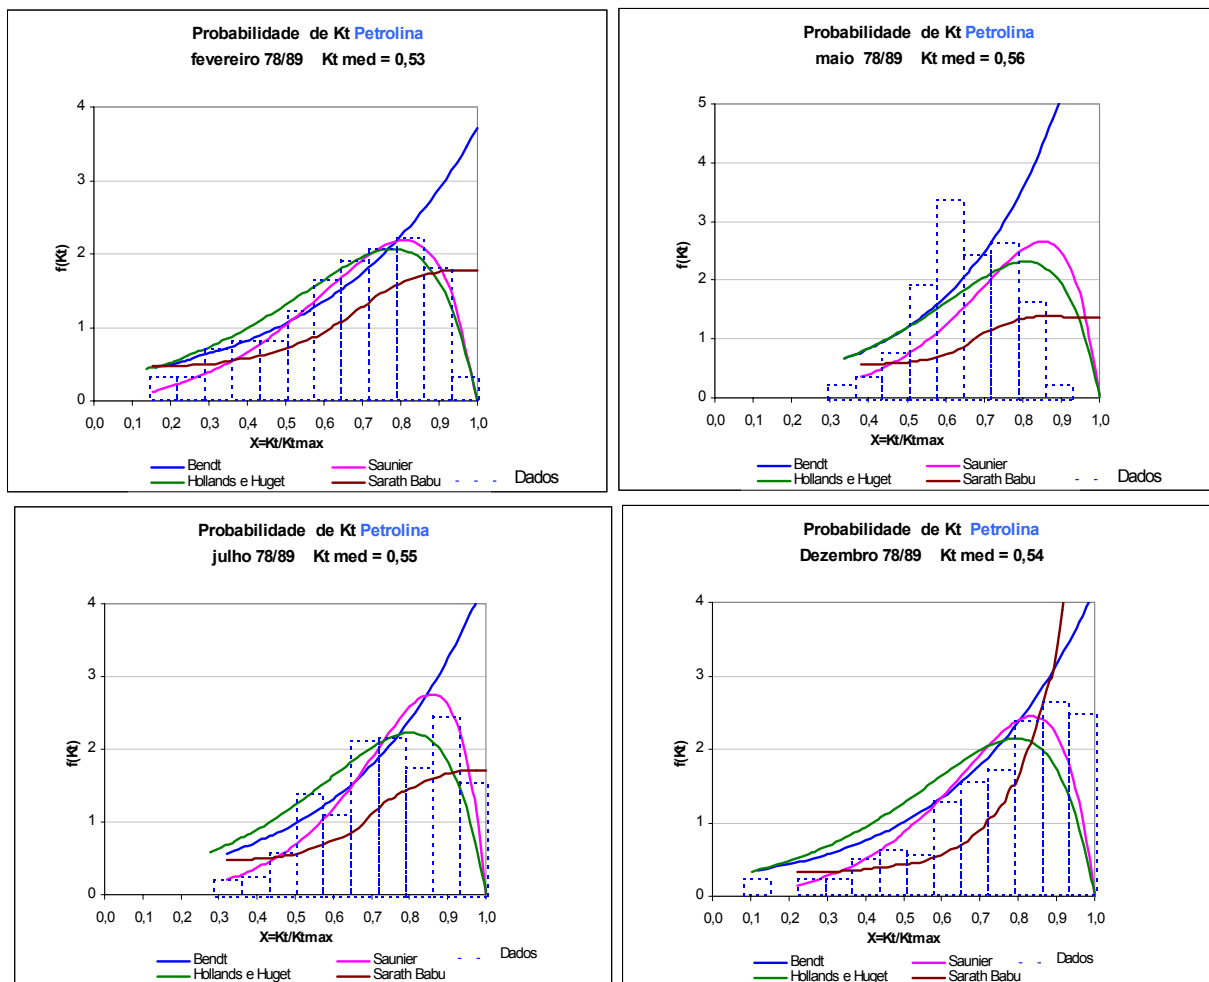 Probabilidade de Kt Petrolina
fevereiro 78/89 Kt med = 0,53
4
3
2
1
0
f(Kt)
0,0 0,1 0,2 0,3 0,4 0,5 0,6 0,7 0,8 0,9 1,0
X=Kt/Ktmax
Bendt Saunier
Hollands e Huget Sarath Babu Dados
Probabilidade de Kt Petrolina
maio 78/89 Kt med = 0,56
5
4
3
2
1
0
f(Kt)
0,0 0,1 0,2 0,3 0,4 0,5 0,6 0,7 0,8 0,9 1,0
X=Kt/Ktmax
Bendt Saunier
Hollands e Huget Sarath Babu Dados
Probabilidade de Kt Petrolina
julho 78/89 Kt med = 0,55
4
3
2
1
0
f(Kt)
0,0 0,1 0,2 0,3 0,4 0,5 0,6 0,7 0,8 0,9 1,0
X=Kt/Ktmax
Bendt Saunier Dados
Hollands e Huget Sarath Babu
Probabilidade de Kt Petrolina
Dezembro 78/89 Kt med = 0,54
4
3
2
1
0
f(Kt)
0,0 0,1 0,2 0,3 0,4 0,5 0,6 0,7 0,8 0,9 1,0
X=Kt/Ktmax
Bendt Saunier Dados
Hollands e Huget Sarath Babu